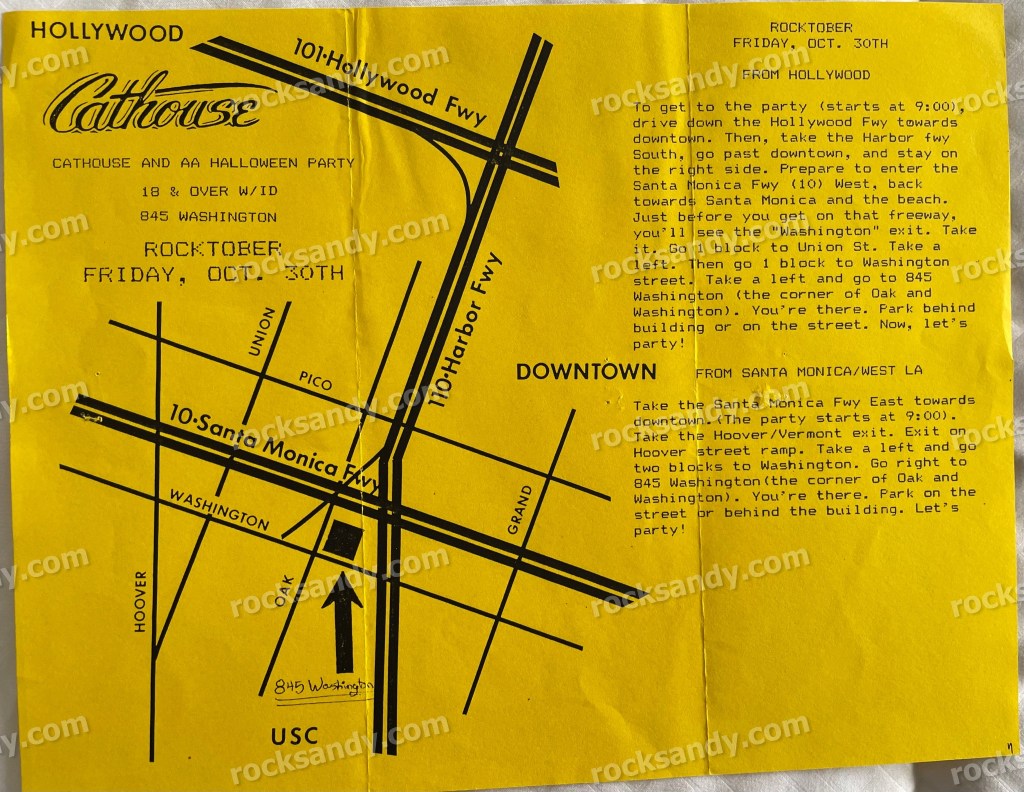 HOLLYWOOD
Cathouse
CATHOUSE AND AA HALLOWEEN PARTY
18 & OVER W/ID
845 WASHINGTON
ROCKTOBER
FRIDAY, OCT. 30TH
101·Hollywood Fwy
110·Harbor Fwy
UNION
PICO
10·Santa Monica Fwy
WASHINGTON
HOOVER
OAK
GRAND
DOWNTOWN
845 Washington
USC
ROCKTOBER
FRIDAY, OCT. 30TH
FROM HOLLYWOOD
To get to the party (starts at 9:00),
drive down the Hollywood Fwy towards
downtown. Then, take the Harbor fwy
South, go past downtown, and stay on
the right side. Prepare to enter the
Santa Monica Fwy (10) West, back
towards Santa Monica and the beach.
Just before you get on that freeway,
you'll see the "Washington" exit. Take
it. Go 1 block to Union St. Take a
left. Then go 1 block to Washington
street. Take a left and go to 845
Washington (the corner of Oak and
Washington). You're there. Park behind
building or on the street. Now, let's
party!
FROM SANTA MONICA/WEST LA
Take the Santa Monica Fwy East towards
downtown.(The party starts at 9:00).
Take the Hoover/Vermont exit. Exit on
Hoover street ramp. Take a left and go
two blocks to Washington. Go right to
845 Washington(the corner of Oak and
Washington). You're there. Park on the
street or behind the building. Let's
party!
rocksandy.com